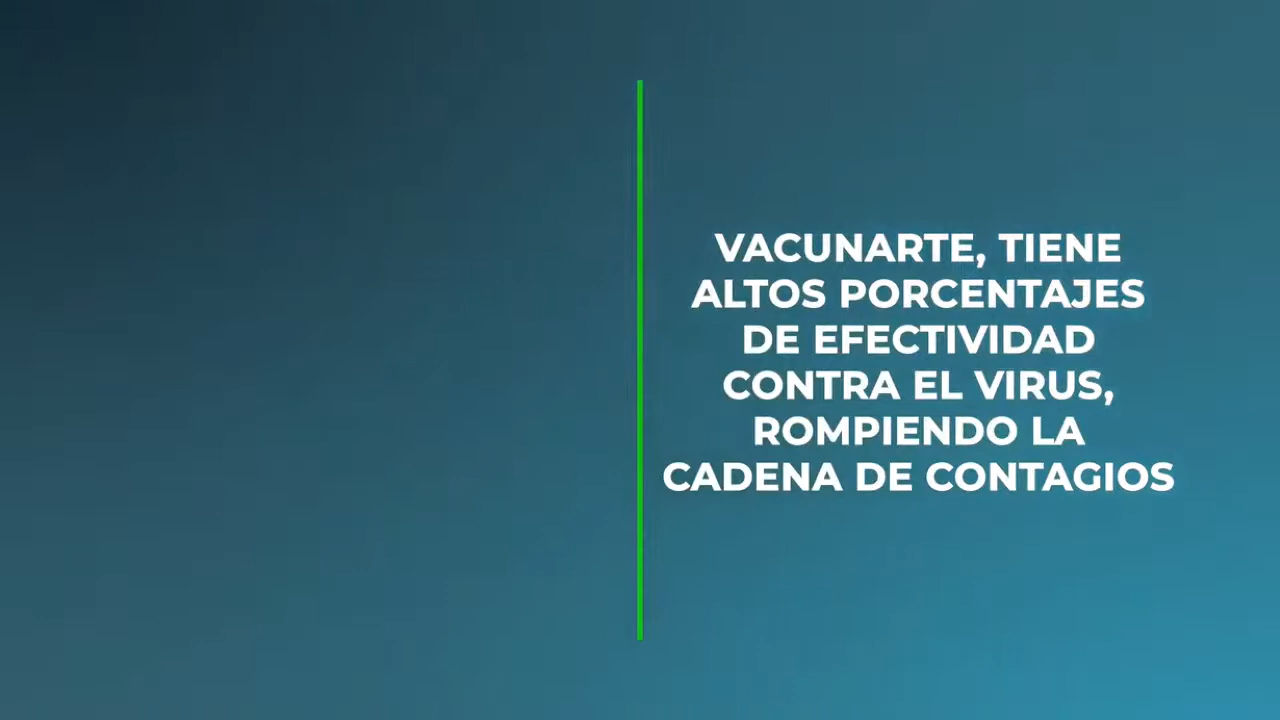 VACUNARTE, TIENE
ALTOS PORCENTAJES
DE EFECTIVIDAD
CONTRA EL VIRUS,
ROMPIENDO LA
CADENA DE CONTAGIOS